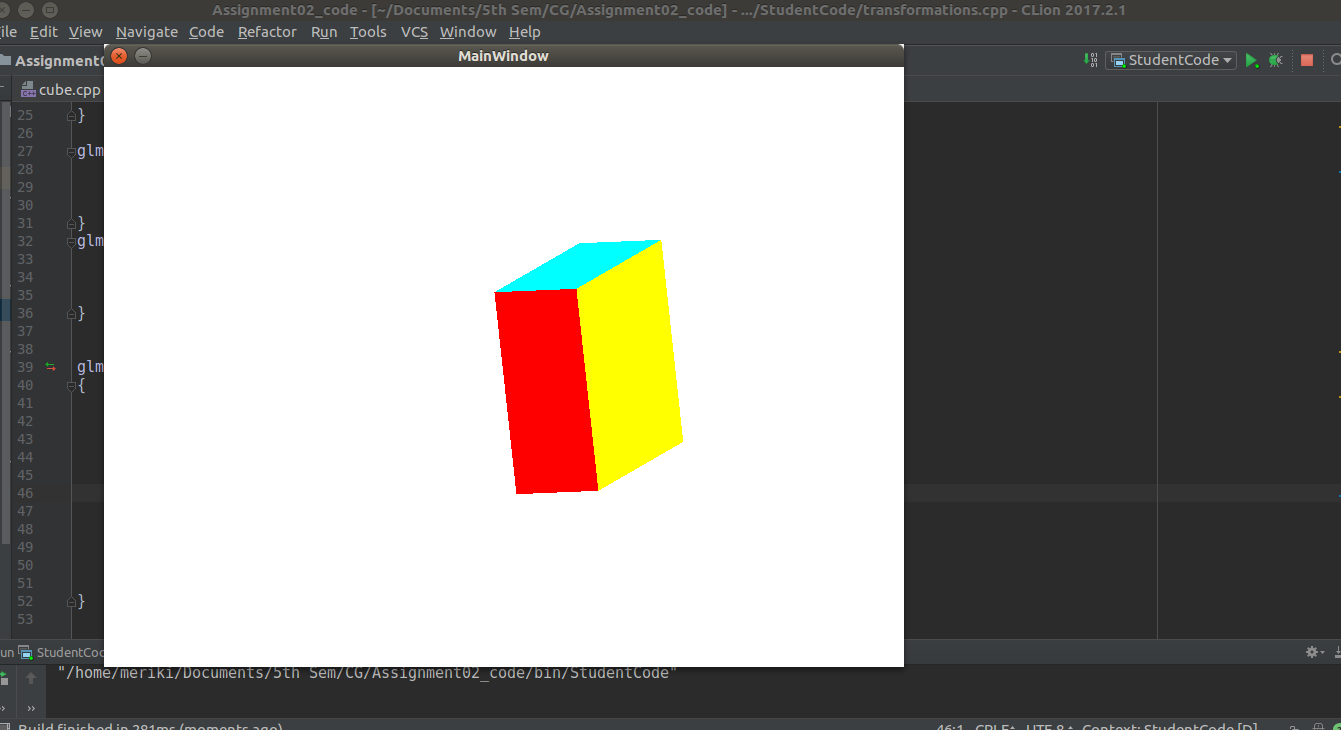 Assignment02_code - [~/Documents/5th Sem/CG/Assignment02_code] - .../StudentCode/transformations.cpp - CLion 2017.2.1
ile Edit View Navigate Code Refactor Run Tools VCS Window Help
MainWindow
Assignment0
StudentCode
cube.cpp
25 }
26
27 glm
28
29
30
31 }
32 glm
33
34
35
36 }
37
38
39 glm
40 {
41
42
43
44
45
46
47
48
49
50
51
52 }
53
un StudentCod
"/home/meriki/Documents/5th Sem/CG/Assignment02_code/bin/StudentCode"
Build finished in 281ms (moments ago)
46:1 CRLF UTF-8 Context: StudentCode [D]